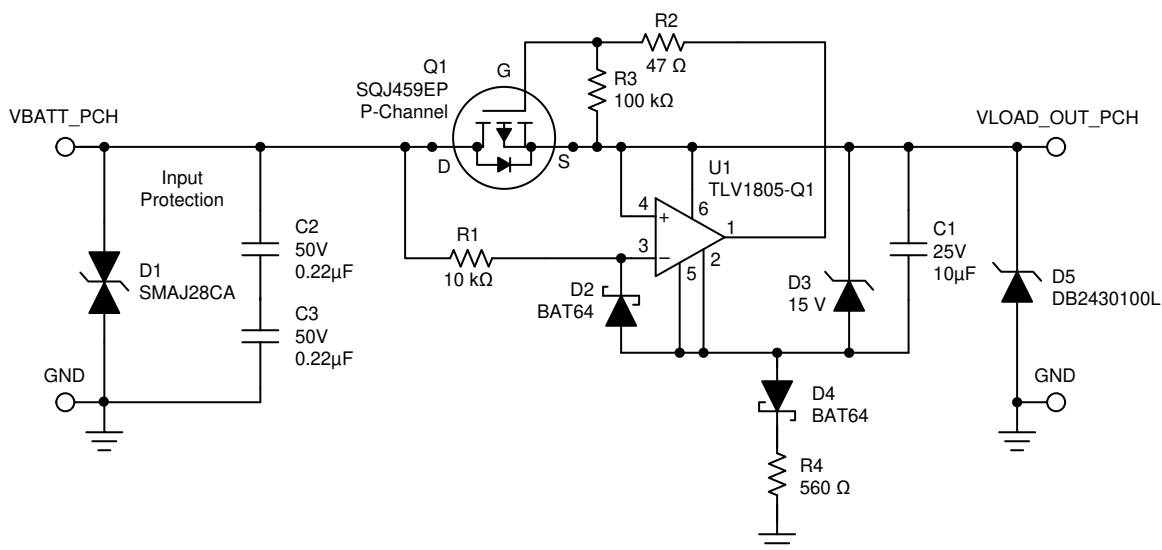 R2
47 Ω
Q1
SQJ459EP
P-Channel
G
R3
100 kΩ
VBATT_PCH
VLOAD_OUT_PCH
D
S
U1
TLV1805-Q1
Input
Protection
4
+
6
1
3
−
2
5
C2
50V
0.22µF
R1
10 kΩ
C1
25V
10µF
D1
SMAJ28CA
D2
BAT64
D3
15 V
D5
DB2430100L
C3
50V
0.22µF
GND
GND
D4
BAT64
R4
560 Ω